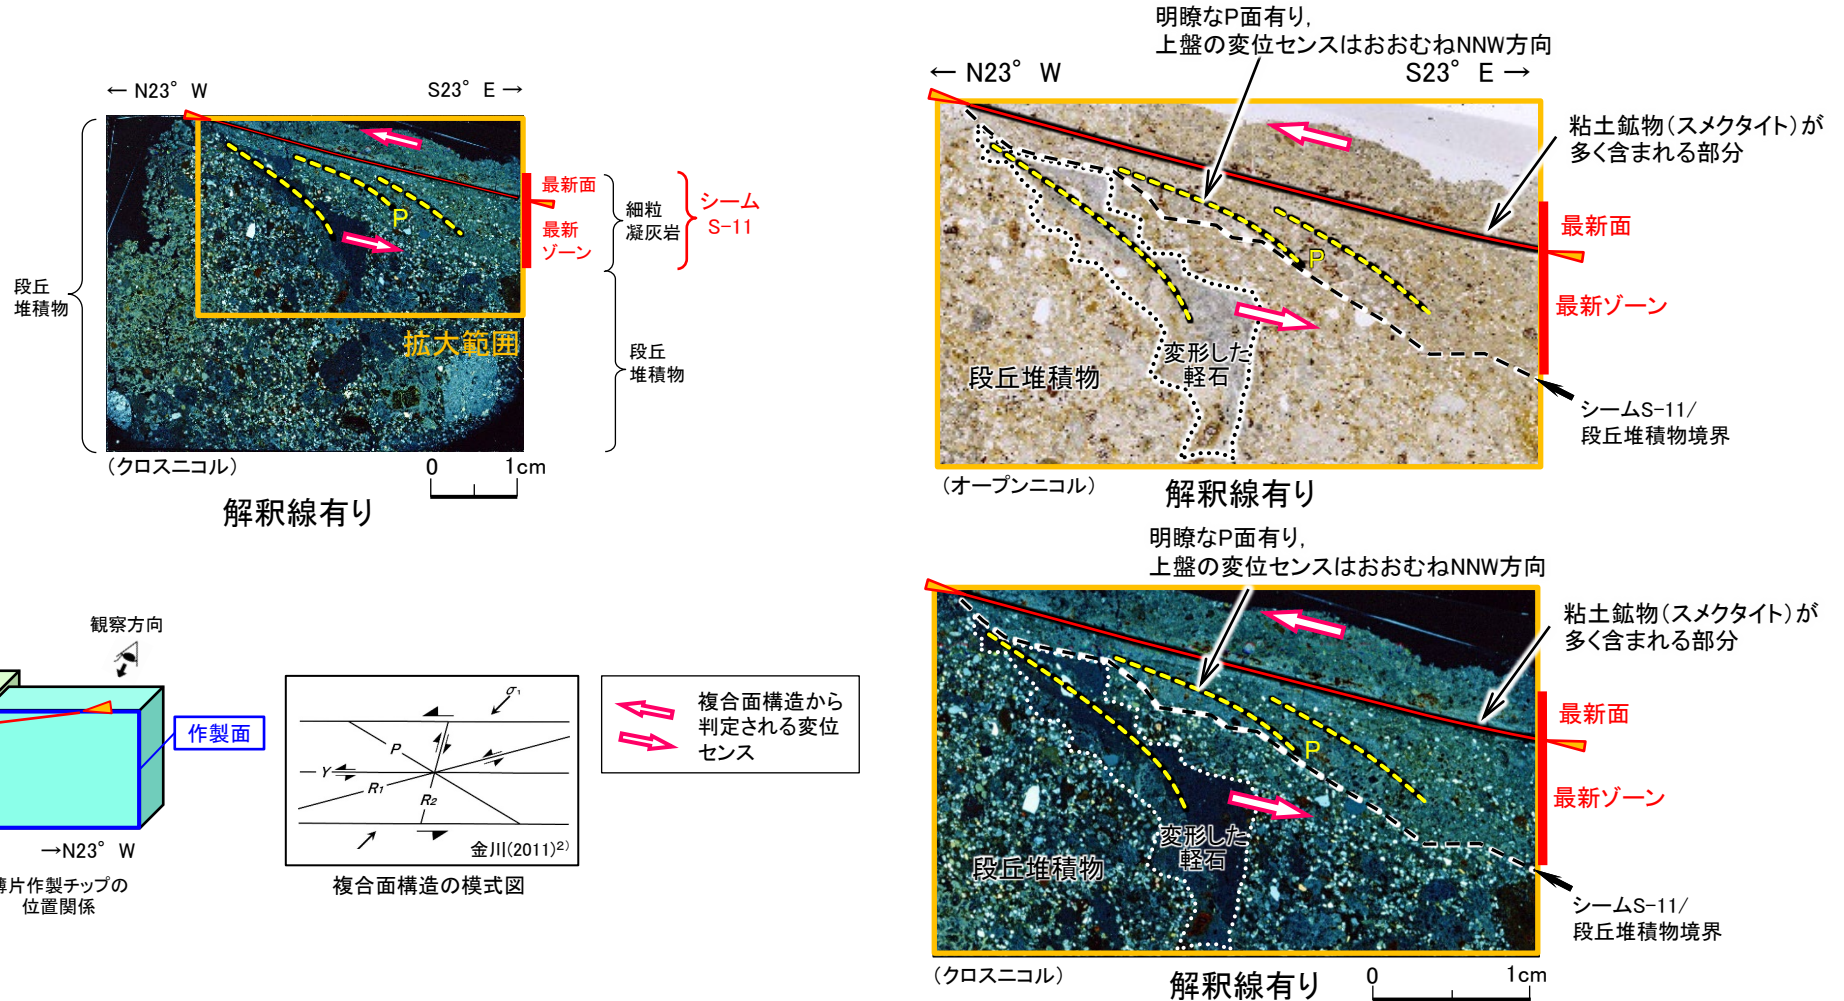 ← N23° W
S23° E →
段丘
堆積物
最新面
最新
ゾーン
細粒
凝灰岩
シーム
S-11
P
拡大範囲
段丘
堆積物
(クロスニコル)
0 1cm
解釈線有り
明瞭なP面有り,
上盤の変位センスはおおむねNNW方向
← N23° W
S23° E →
粘土鉱物(スメクタイト)が
多く含まれる部分
最新面
P
最新ゾーン
変形した
軽石
段丘堆積物
シームS-11/
段丘堆積物境界
(オープンニコル)
解釈線有り
観察方向
作製面
→N23° W
薄片作製チップの
位置関係
σ1
P
Y
R1
R2
金川(2011)2)
複合面構造の模式図
複合面構造から
判定される変位
センス
明瞭なP面有り,
上盤の変位センスはおおむねNNW方向
粘土鉱物(スメクタイト)が
多く含まれる部分
最新面
P
最新ゾーン
変形した
軽石
段丘堆積物
シームS-11/
段丘堆積物境界
(クロスニコル)
解釈線有り
0 1cm